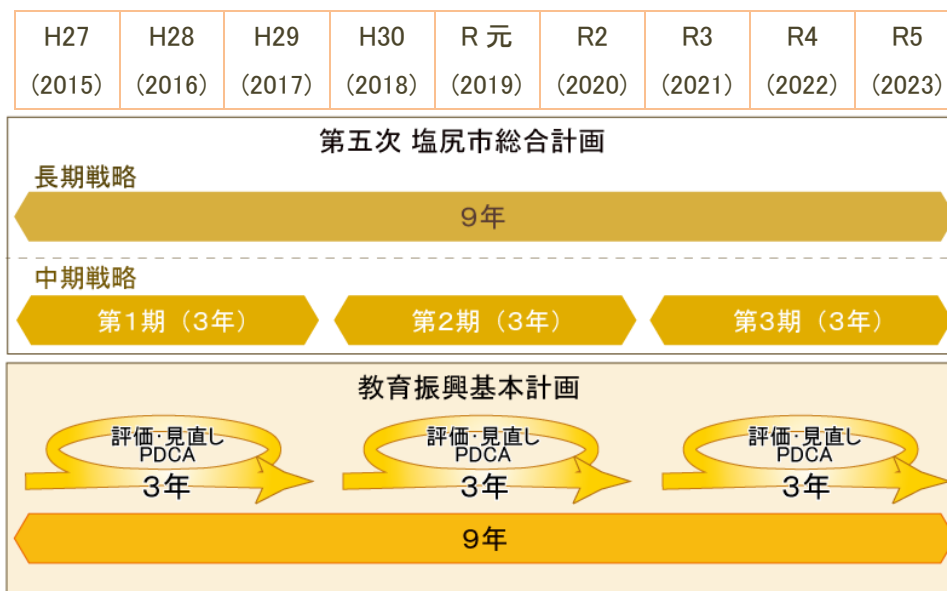 H27 H28 H29 H30 R元 R2 R3 R4 R5
(2015) (2016) (2017) (2018) (2019) (2020) (2021) (2022) (2023)
第五次 塩尻市総合計画
長期戦略
9年
中期戦略
第1期（3年） 第2期（3年） 第3期（3年）
教育振興基本計画
評価・見直し 評価・見直し 評価・見直し
PDCA PDCA PDCA
3年 3年 3年
9年